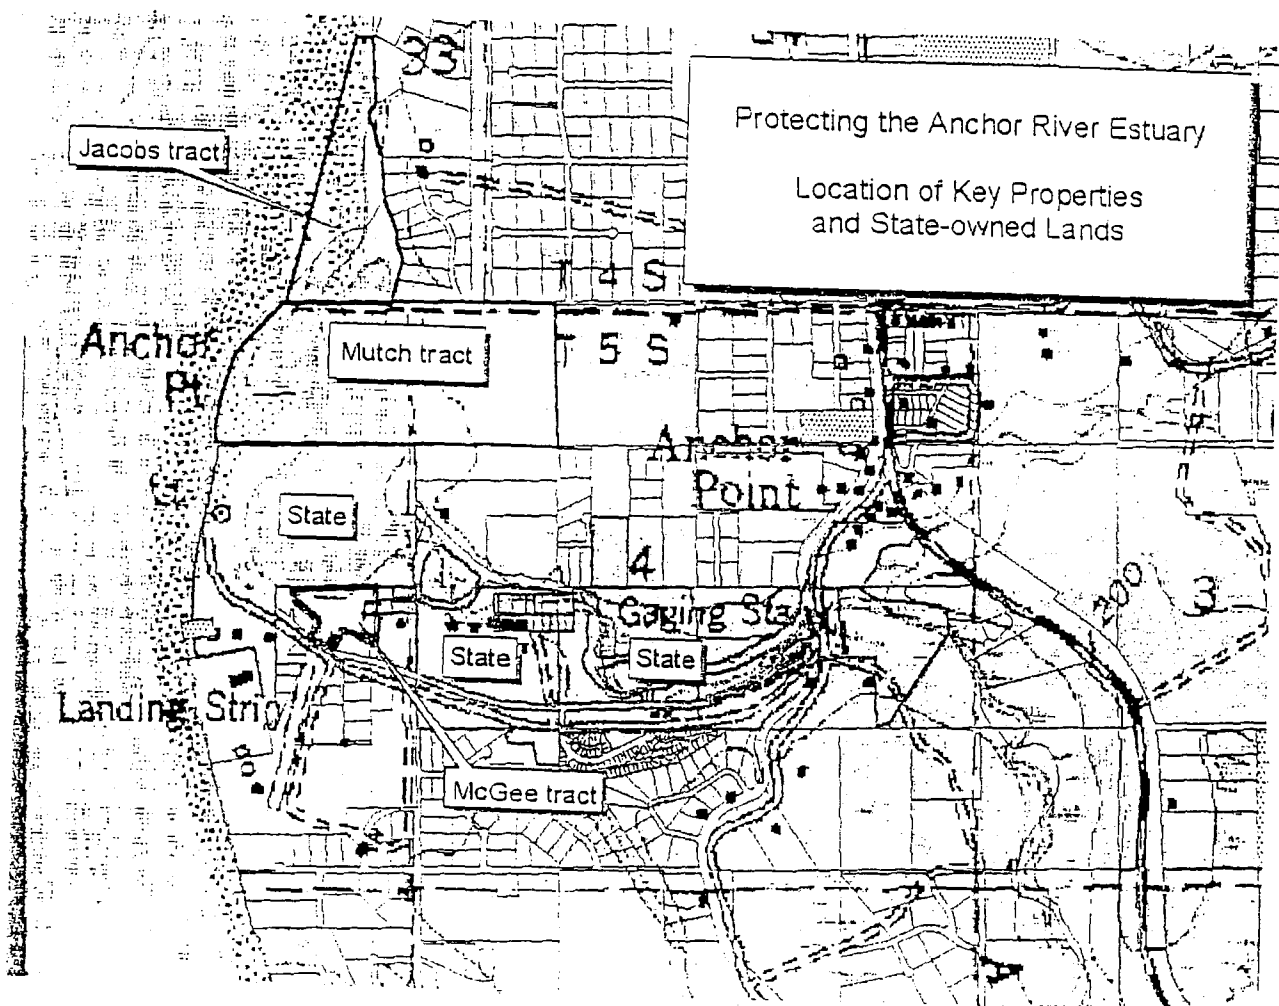 33
Protecting the Anchor River Estuary
Location of Key Properties
and State-owned Lands
Jacobs tract
T 4 S
Anchor
Pt
Mutch tract
T 5 S
Anchor
Point
State
4
200
3
Gaging Sta
State
State
Landing Strip
McGee tract